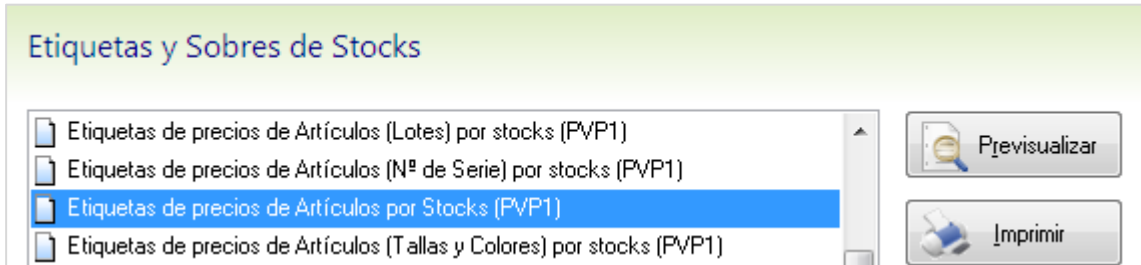 Etiquetas y Sobres de Stocks
Etiquetas de precios de Artículos (Lotes) por stocks (PVP1)
Etiquetas de precios de Artículos (Nº de Serie) por stocks (PVP1)
Etiquetas de precios de Artículos por Stocks (PVP1)
Etiquetas de precios de Artículos (Tallas y Colores) por stocks (PVP1)
Previsualizar
Imprimir